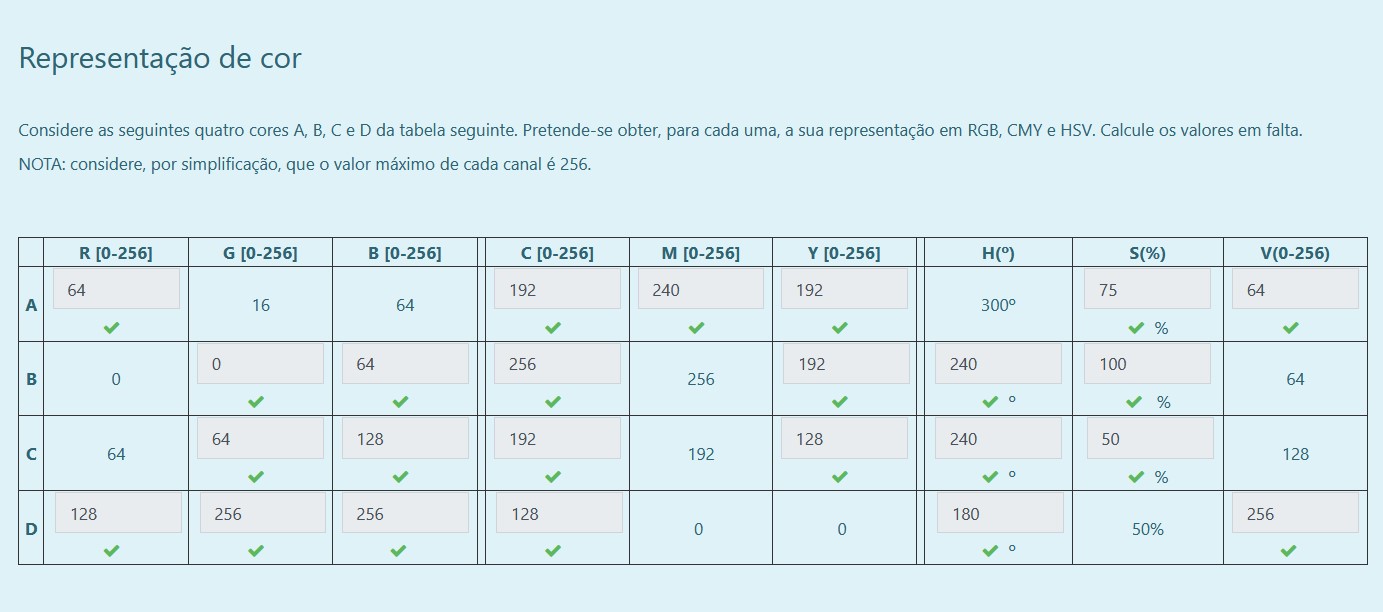 Representação de cor
Considere as seguintes quatro cores A, B, C e D da tabela seguinte. Pretende-se obter, para cada uma, a sua representação em RGB, CMY e HSV. Calcule os valores em falta.
NOTA: considere, por simplificação, que o valor máximo de cada canal é 256.
R [0-256] G [0-256] B [0-256] C [0-256] M [0-256] Y [0-256] H(º) S(%) V(0-256)
A 64 16 64 192 240 192 300º 75 % 64
B 0 0 64 256 256 192 240 º 100 % 64
C 64 64 128 192 192 128 240 º 50 % 128
D 128 256 256 128 0 0 180 º 50% 256